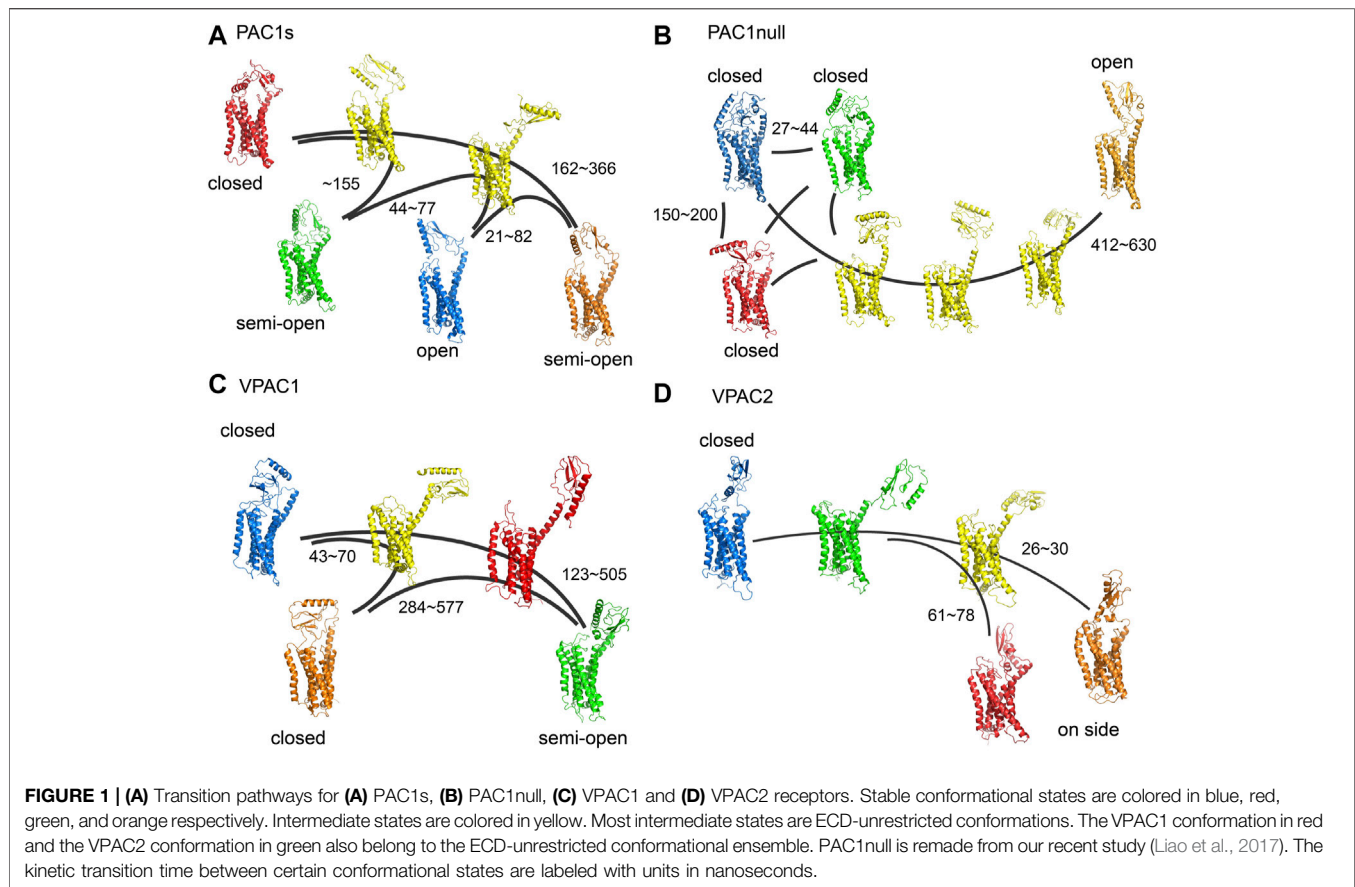 A PAC1s
closed
~155
162~366
44~77
21~82
semi-open
open
semi-open
B PAC1null
closed
closed
open
27~44
150~200
412~630
closed
C VPAC1
closed
43~70
123~505
284~577
closed
semi-open
D VPAC2
closed
26~30
61~78
on side
FIGURE 1 | (A) Transition pathways for (A) PAC1s, (B) PAC1null, (C) VPAC1 and (D) VPAC2 receptors. Stable conformational states are colored in blue, red,
green, and orange respectively. Intermediate states are colored in yellow. Most intermediate states are ECD-unrestricted conformations. The VPAC1 conformation in red
and the VPAC2 conformation in green also belong to the ECD-unrestricted conformational ensemble. PAC1null is remade from our recent study (Liao et al., 2017). The
kinetic transition time between certain conformational states are labeled with units in nanoseconds.